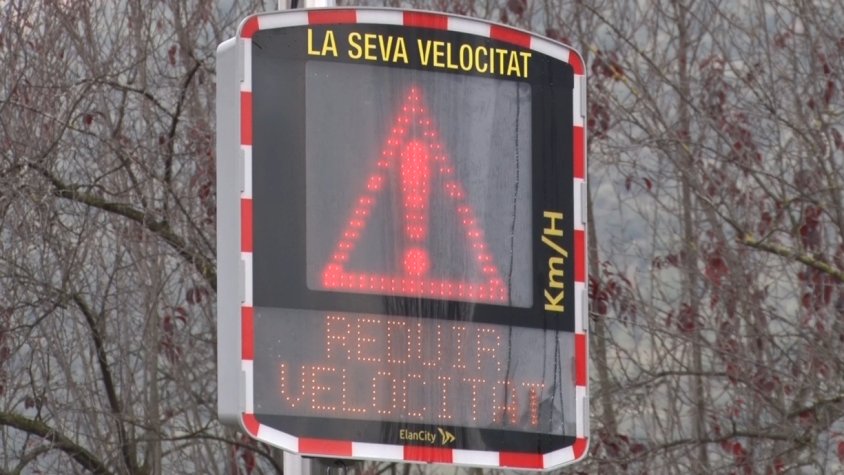 LA SEVA VELOCITAT
Km/H
REDUIR
VELOCITAT
ElanCity